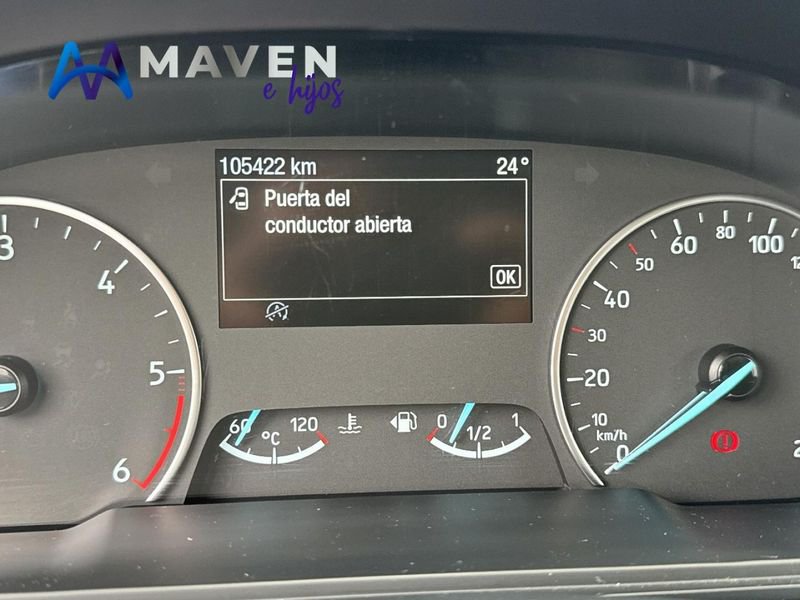 MAVEN
e hijos
105422 km 24°
Puerta del
conductor abierta
OK
3
4
5
6
60 °C 120
0 1/2 1
0
10
20
30
40
50
60
80
100
km/h